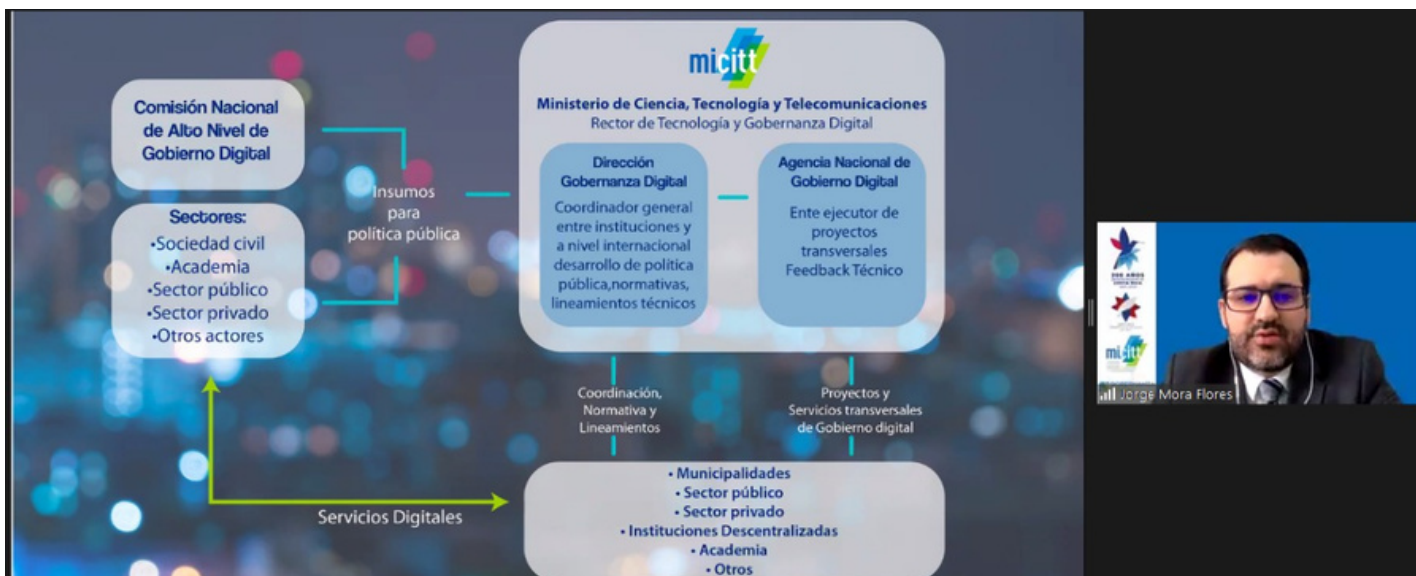 Comisión Nacional
de Alto Nivel de
Gobierno Digital
Sectores:
•Sociedad civil
•Academia
•Sector público
•Sector privado
•Otros actores
Insumos
para
política pública
micitt
Ministerio de Ciencia, Tecnología y Telecomunicaciones
Rector de Tecnología y Gobernanza Digital
Dirección
Gobernanza Digital
Coordinador general
entre instituciones y
a nivel internacional
desarrollo de política
pública,normativas,
lineamientos técnicos
Agencia Nacional de
Gobierno Digital
Ente ejecutor de
proyectos
transversales
Feedback Técnico
Coordinación,
Normativa y
Lineamientos
Proyectos y
Servicios transversales
de Gobierno digital
• Municipalidades
• Sector público
• Sector privado
• Instituciones Descentralizadas
• Academia
• Otros
Servicios Digitales
200 AÑOS
micitt
Jorge Mora Flores